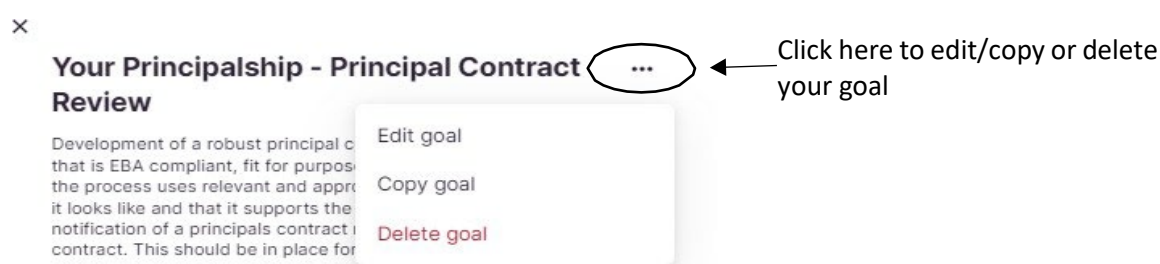 ×
Your Principalship - Principal Contract ...
Review
Click here to edit/copy or delete
your goal
Development of a robust principal
that is EBA compliant, fit for
the process uses relevant and
it looks like and that it supports the
notification of a principals contract
contract. This should be in place for
Edit goal
Copy goal
Delete goal